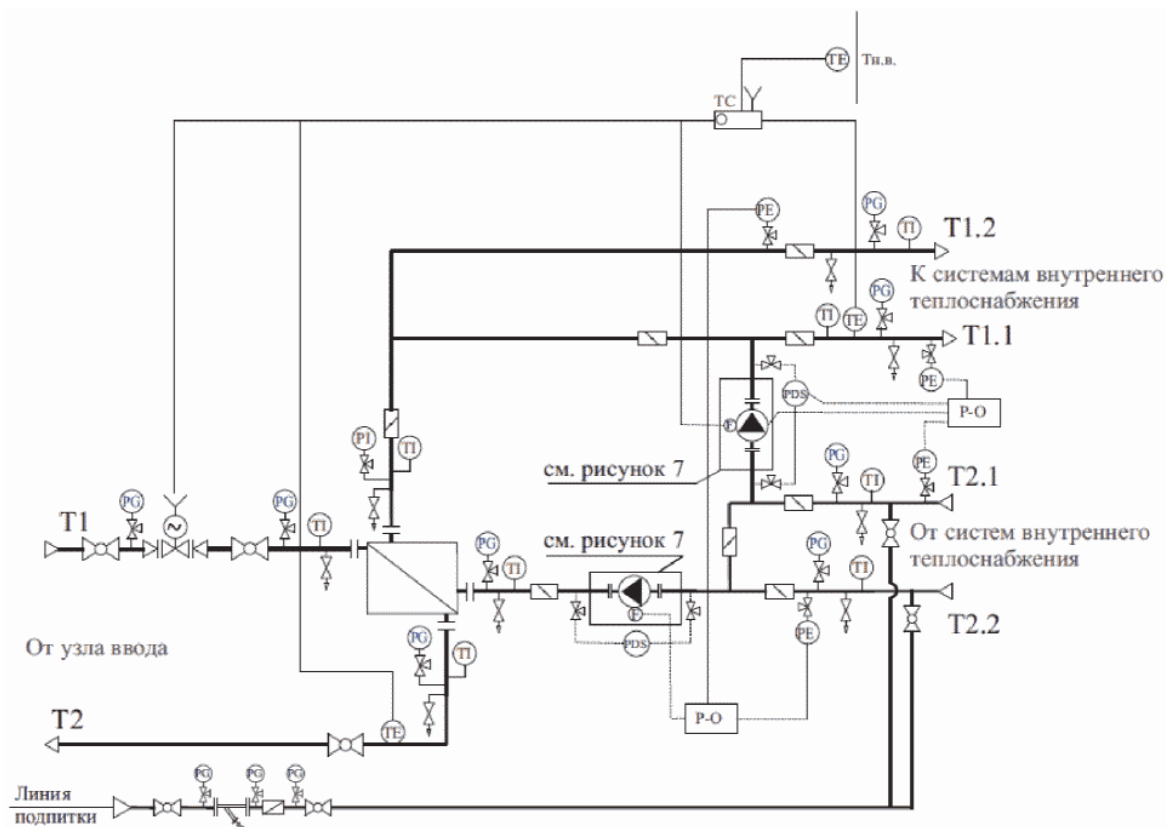 TE
Тн.в.
TC
PE
PG
TI
T1.2
К системам внутреннего
теплоснабжения
PG
TI
TE
T1.1
PE
PDS
P-O
F
PI
TI
см. рисунок 7
PE
PG
TI
T2.1
PG
PG
TI
T1
От систем внутреннего
теплоснабжения
см. рисунок 7
PG
TI
PG
TI
F
PE
T2.2
PDS
PG
TI
От узла ввода
P-O
T2
TE
PG
PG
PG
Линия
подпитки